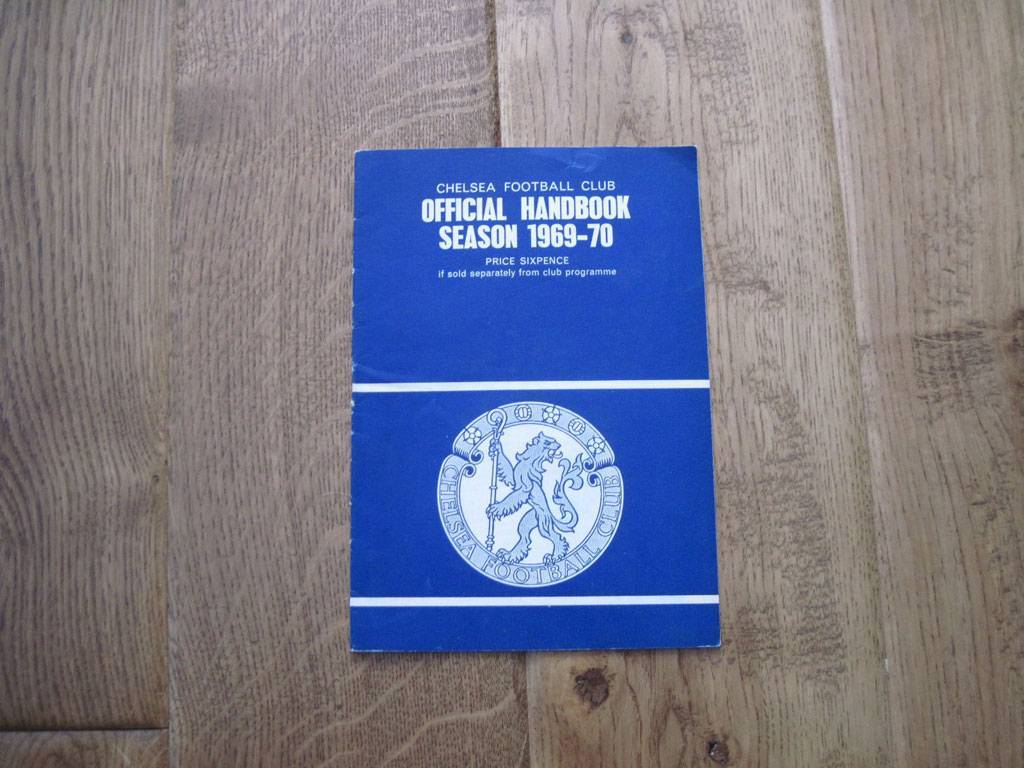 CHELSEA FOOTBALL CLUB
OFFICIAL HANDBOOK
SEASON 1969-70
PRICE SIXPENCE
if sold separately from club programme
CHELSEA FOOTBALL CLUB